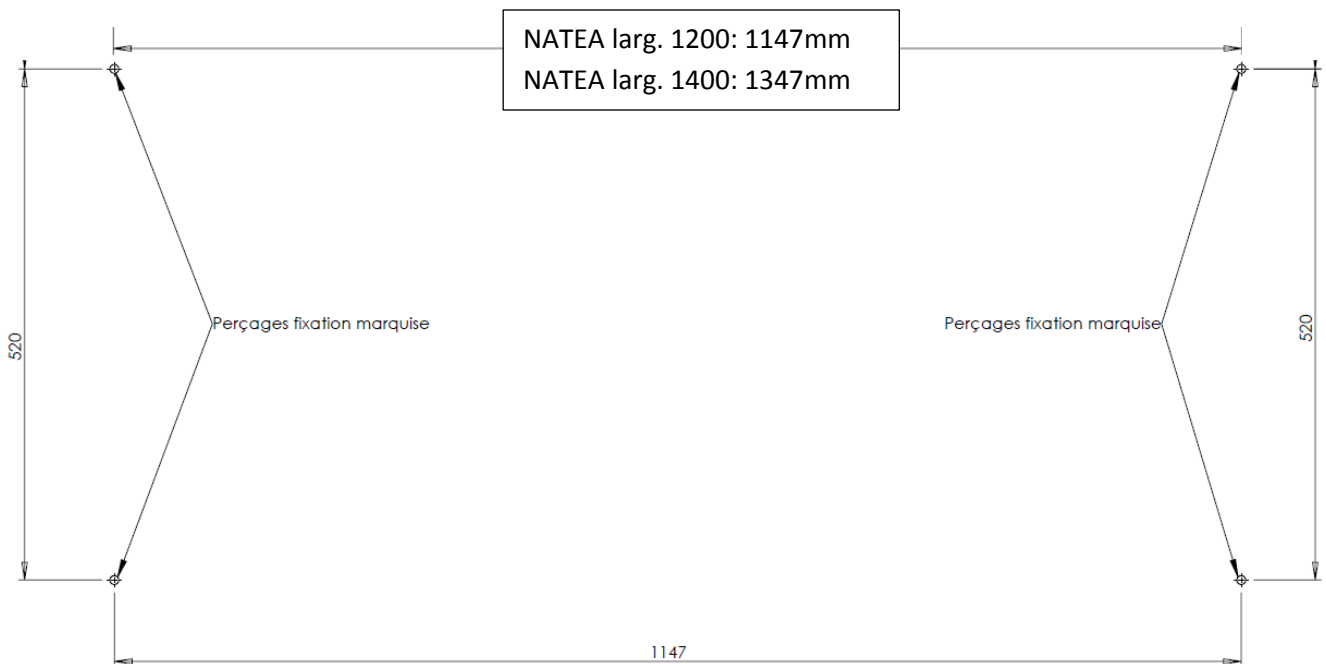 NATEA larg. 1200: 1147mm
NATEA larg. 1400: 1347mm
Perçages fixation marquise
Perçages fixation marquise
520
520
1147